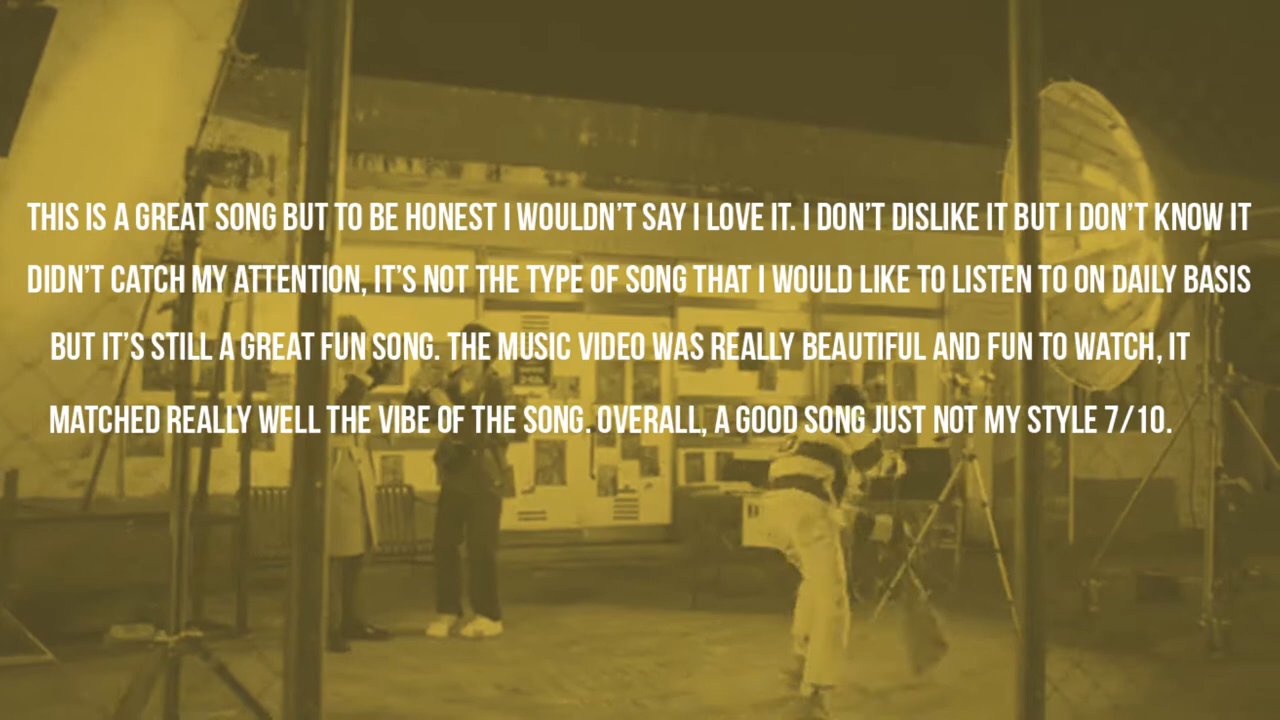 THIS IS A GREAT SONG BUT TO BE HONEST I WOULDN'T SAY I LOVE IT. I DON'T DISLIKE IT BUT I DON'T KNOW IT
DIDN'T CATCH MY ATTENTION, IT'S NOT THE TYPE OF SONG THAT I WOULD LIKE TO LISTEN TO ON DAILY BASIS
BUT IT'S STILL A GREAT FUN SONG. THE MUSIC VIDEO WAS REALLY BEAUTIFUL AND FUN TO WATCH, IT
MATCHED REALLY WELL THE VIBE OF THE SONG. OVERALL, A GOOD SONG JUST NOT MY STYLE 7/10.